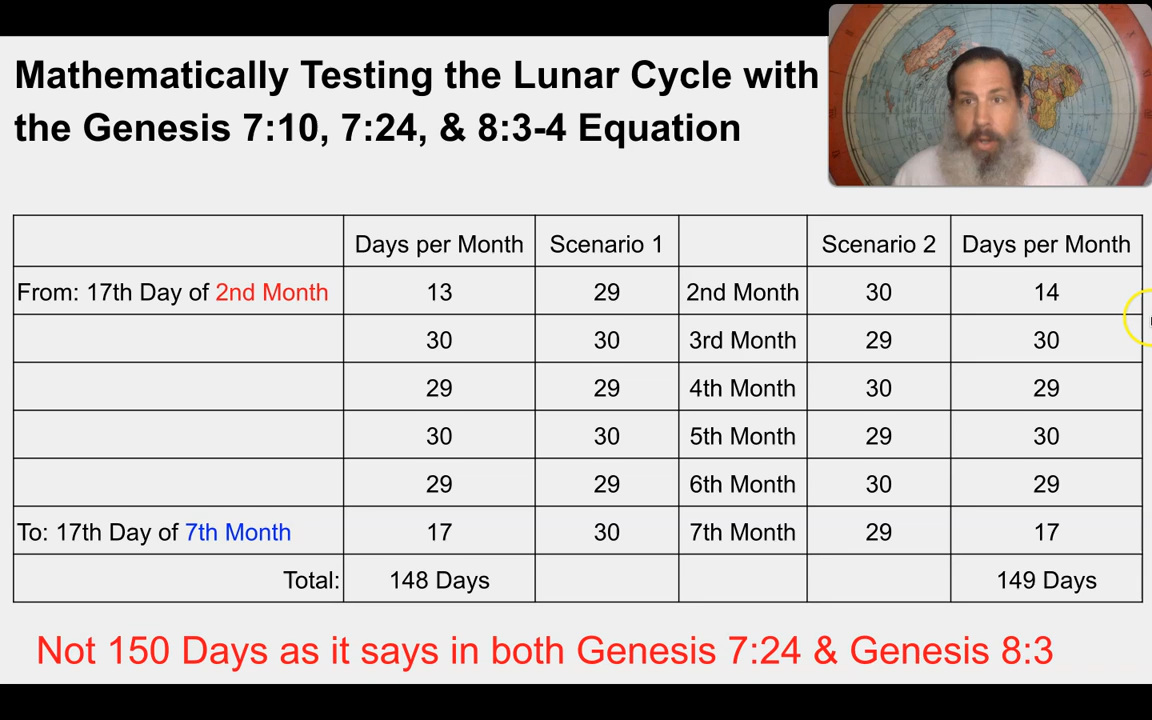 Mathematically Testing the Lunar Cycle with
the Genesis 7:10, 7:24, & 8:3-4 Equation
Days per Month Scenario 1 Scenario 2 Days per Month
From: 17th Day of 2nd Month 13 29 2nd Month 30 14
30 30 3rd Month 29 30
29 29 4th Month 30 29
30 30 5th Month 29 30
29 29 6th Month 30 29
To: 17th Day of 7th Month 17 30 7th Month 29 17
Total: 148 Days 149 Days
Not 150 Days as it says in both Genesis 7:24 & Genesis 8:3